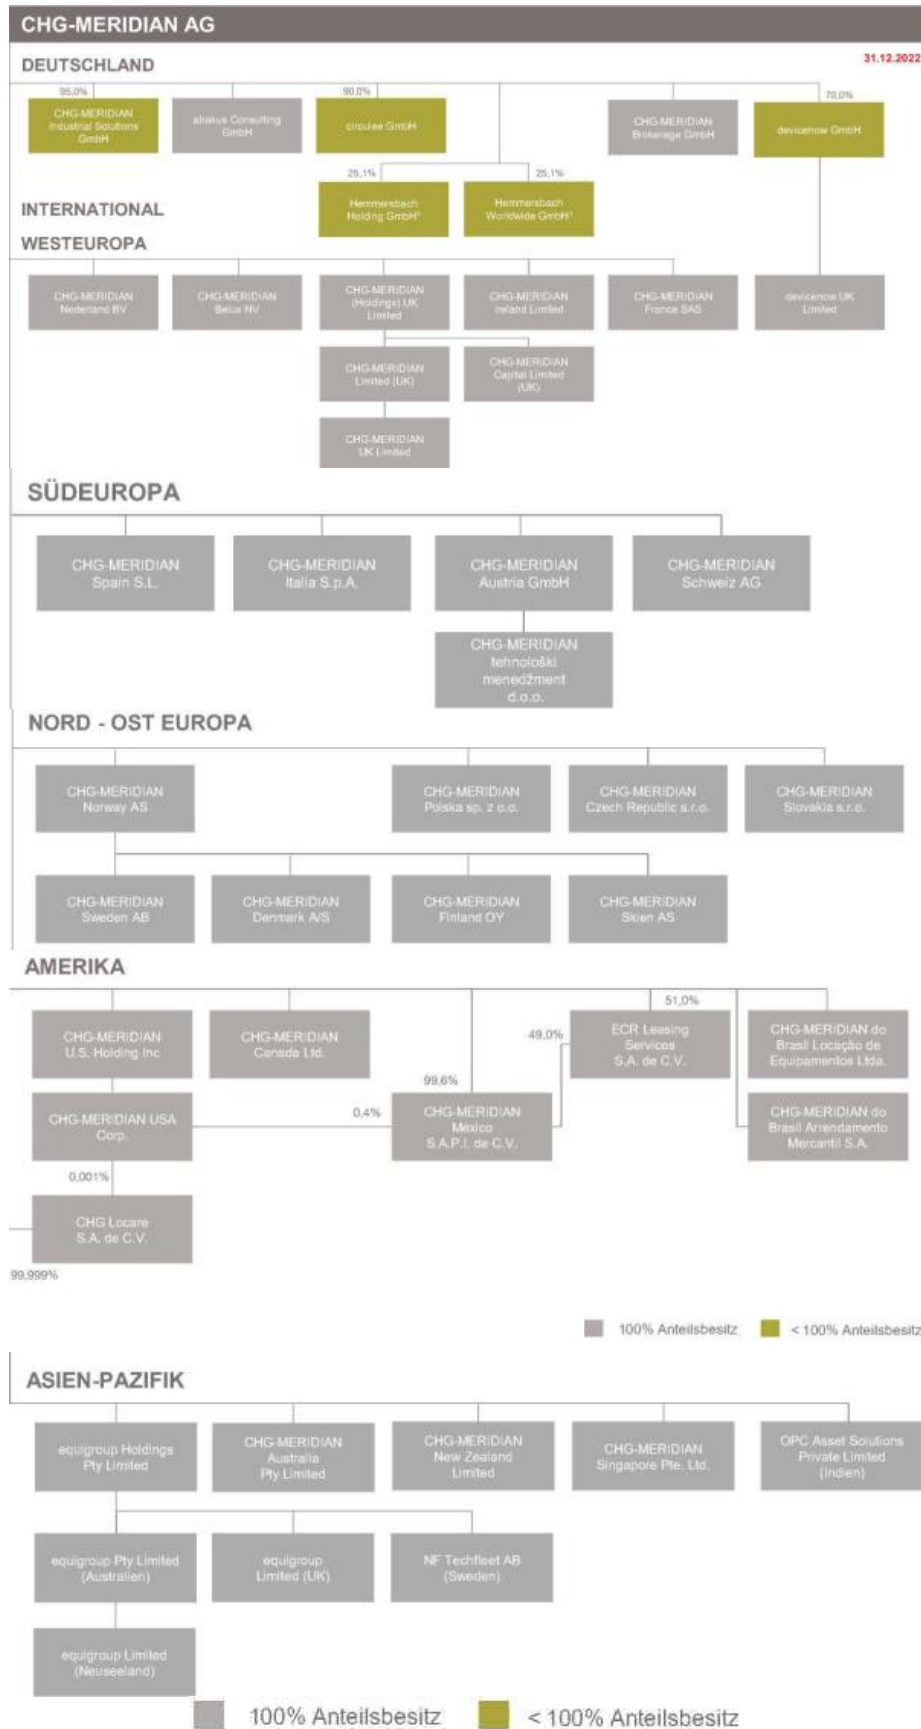 CHG-MERIDIAN AG
DEUTSCHLAND
31.12.2022
95,0%
90,0%
70,0%
CHG-MERIDIAN
Industrial Solutions
GmbH
abakus Consulting
GmbH
circulee GmbH
CHG-MERIDIAN
Brokerage GmbH
devicenow GmbH
25,1%
25,1%
Hemmersbach
Holding GmbH¹
Hemmersbach
Worldwide GmbH¹
INTERNATIONAL
WESTEUROPA
CHG-MERIDIAN
Nederland BV
CHG-MERIDIAN
Belux NV
CHG-MERIDIAN
(Holdings) UK
Limited
CHG-MERIDIAN
Ireland Limited
CHG-MERIDIAN
France SAS
devicenow UK
Limited
CHG-MERIDIAN
Limited (UK)
CHG-MERIDIAN
Capital Limited
(UK)
CHG-MERIDIAN
UK Limited
SÜDEUROPA
CHG-MERIDIAN
Spain S.L.
CHG-MERIDIAN
Italia S.p.A.
CHG-MERIDIAN
Austria GmbH
CHG-MERIDIAN
Schweiz AG
CHG-MERIDIAN
tehnološki
menedžment
d.o.o.
NORD - OST EUROPA
CHG-MERIDIAN
Norway AS
CHG-MERIDIAN
Polska sp. z o.o.
CHG-MERIDIAN
Czech Republic s.r.o.
CHG-MERIDIAN
Slovakia s.r.o.
CHG-MERIDIAN
Sweden AB
CHG-MERIDIAN
Denmark A/S
CHG-MERIDIAN
Finland OY
CHG-MERIDIAN
Skien AS
AMERIKA
51,0%
CHG-MERIDIAN
U.S. Holding Inc
CHG-MERIDIAN
Canada Ltd.
49,0%
ECR Leasing
Services
S.A. de C.V.
CHG-MERIDIAN do
Brasil Locação de
Equipamentos Ltda.
99,6%
CHG-MERIDIAN USA
Corp.
0,4%
CHG-MERIDIAN
México
S.A.P.I. de C.V.
CHG-MERIDIAN do
Brasil Arrendamento
Mercantil S.A.
0,001%
CHG Locare
S.A. de C.V.
99,999%
100% Anteilsbesitz
< 100% Anteilsbesitz
ASIEN-PAZIFIK
equigroup Holdings
Pty Limited
CHG-MERIDIAN
Australia
Pty Limited
CHG-MERIDIAN
New Zealand
Limited
CHG-MERIDIAN
Singapore Pte. Ltd.
OPC Asset Solutions
Private Limited
(Indien)
equigroup Pty Limited
(Australien)
equigroup
Limited (UK)
NF Techfleet AB
(Sweden)
equigroup Limited
(Neuseeland)
100% Anteilsbesitz
< 100% Anteilsbesitz